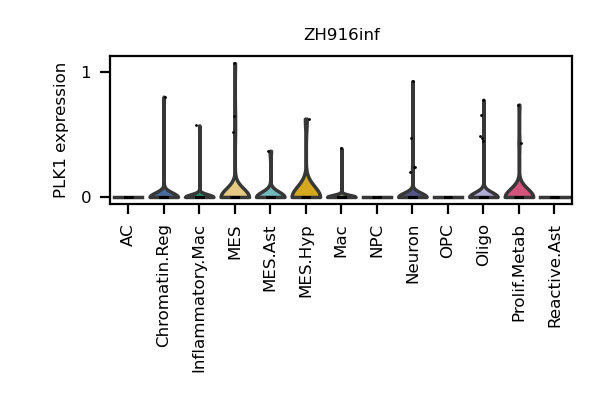 ZH916inf
PLK1 expression
1
0
AC
Chromatin.Reg
Inflammatory.Mac
MES
MES.Ast
MES.Hyp
Mac
NPC
Neuron
OPC
Oligo
Prolif.Metab
Reactive.Ast